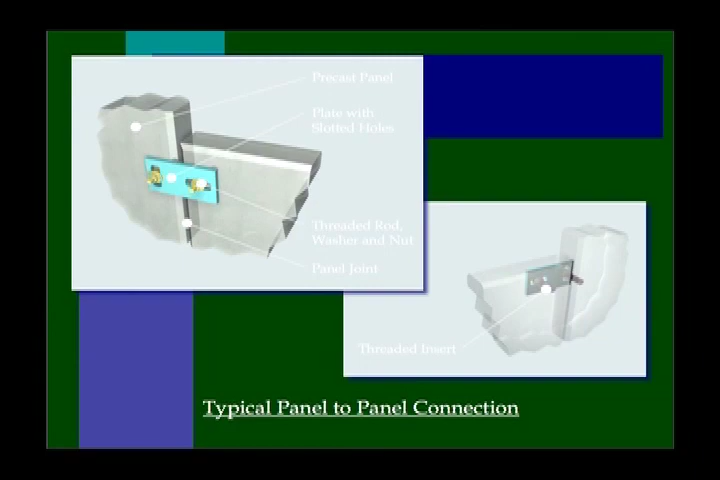 Precast Panel
Plate with
Slotted Holes
Threaded Rod,
Washer and Nut
Panel Joint
Threaded Insert
Typical Panel to Panel Connection